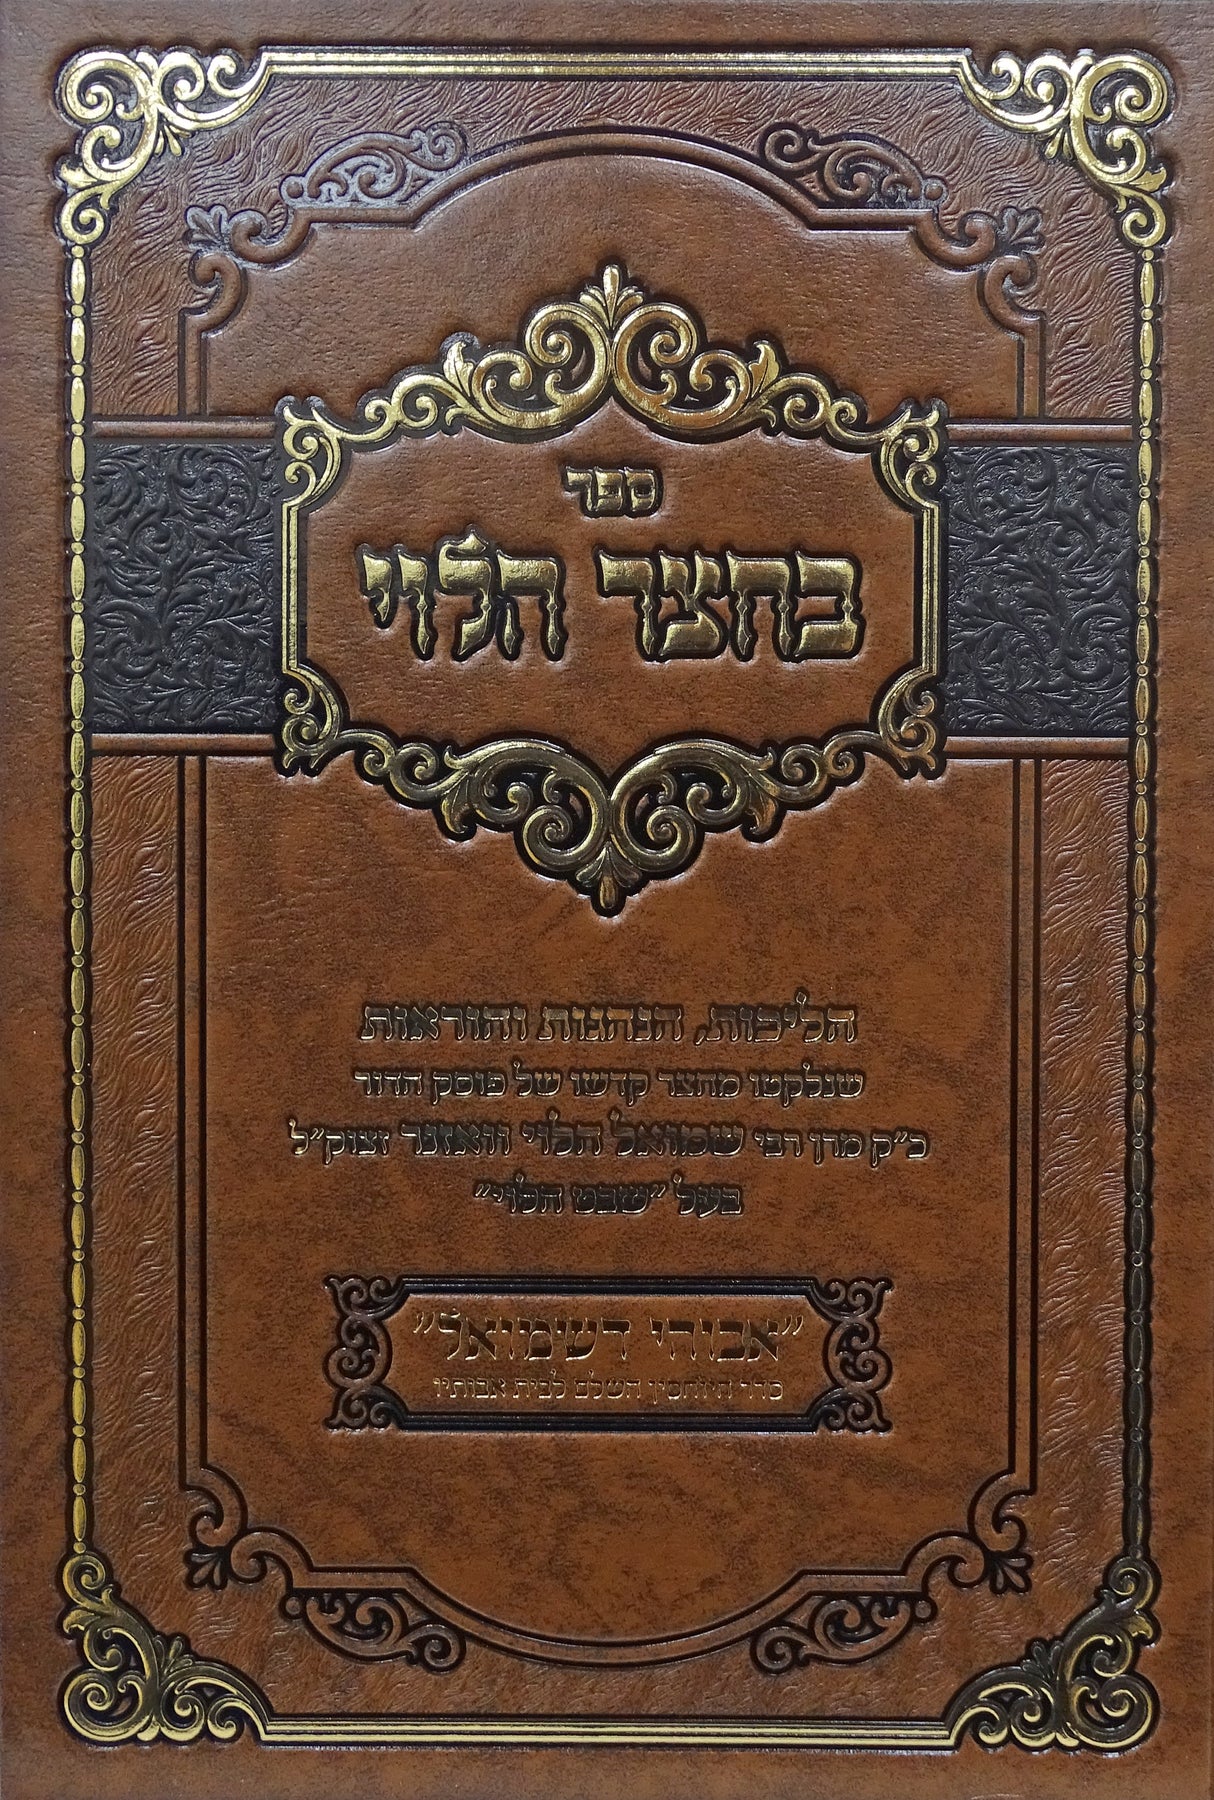 ספר
בחצר הלוי
הליכות, הנהגות והוראות
שנלקטו מחצר קדשו של פוסק הדור
כ״ק מרן רבי שמואל הלוי וואזנר זצוק״ל
בעל ״שבט הלוי״
״אבוהי דשמואל״
סדר היוחסין השלם לבית אבותיו